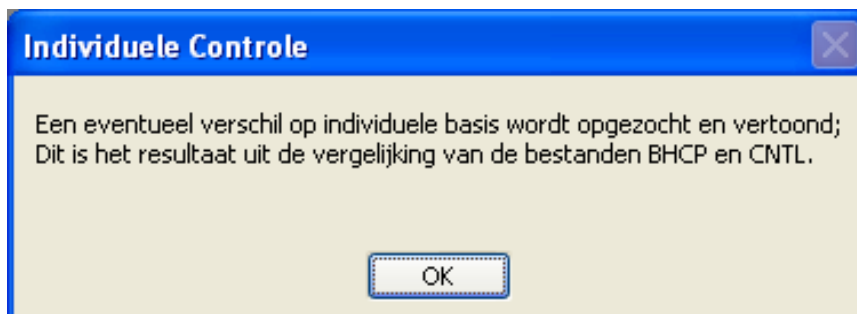 Individuele Controle
Een eventueel verschil op individuele basis wordt opgezocht en vertoond;
Dit is het resultaat uit de vergelijking van de bestanden BHCP en CNTL.
OK